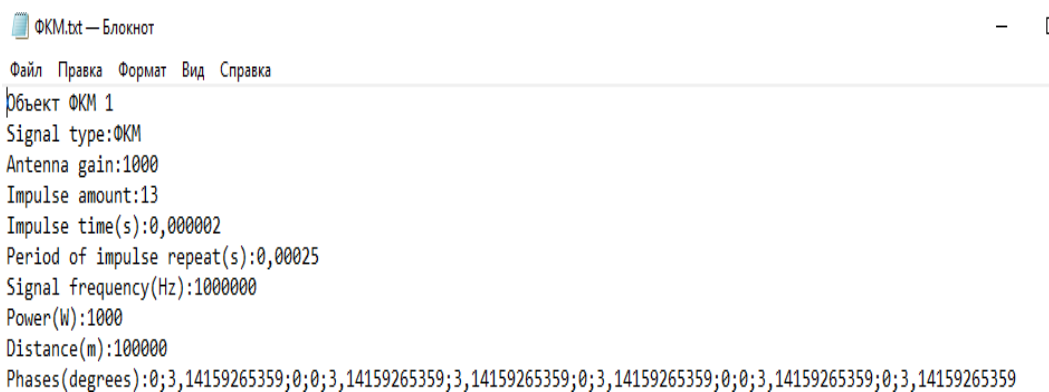 ФКМ.txt — Блокнот
Файл Правка Формат Вид Справка
Объект ФКМ 1
Signal type:ФКМ
Antenna gain:1000
Impulse amount:13
Impulse time(s):0,000002
Period of impulse repeat(s):0,00025
Signal frequency(Hz):1000000
Power(W):1000
Distance(m):100000
Phases(degrees):0;3,14159265359;0;0;3,14159265359;3,14159265359;0;3,14159265359;0;0;3,14159265359;0;3,14159265359